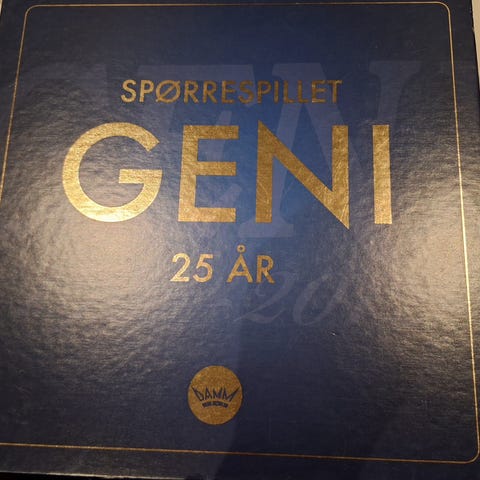 SPØRRESPILLET
GENI
25 ÅR
DAMM